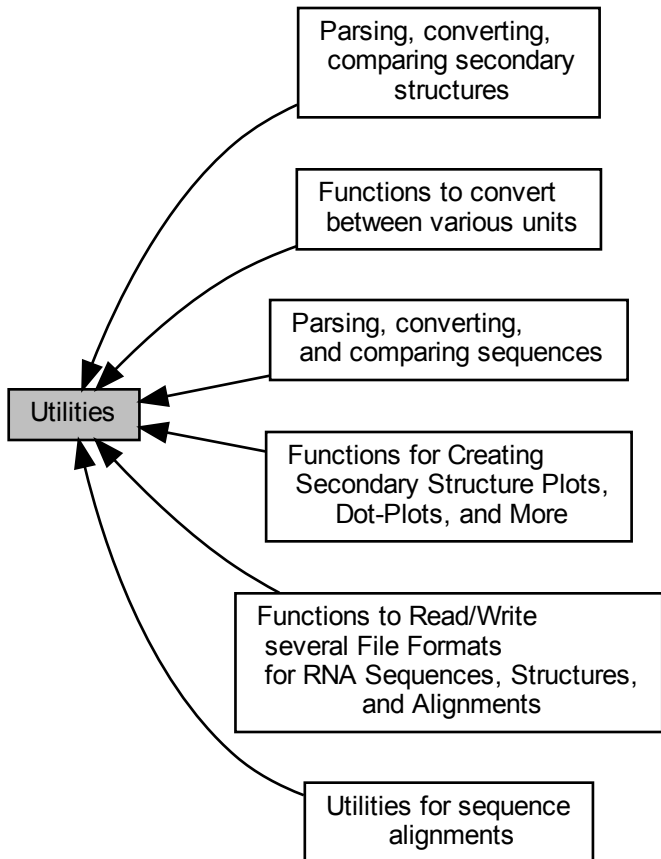 Parsing, converting,
comparing secondary
structures
Functions to convert
between various units
Parsing, converting,
and comparing sequences
Utilities
Functions for Creating
Secondary Structure Plots,
Dot-Plots, and More
Functions to Read/Write
several File Formats
for RNA Sequences, Structures,
and Alignments
Utilities for sequence
alignments